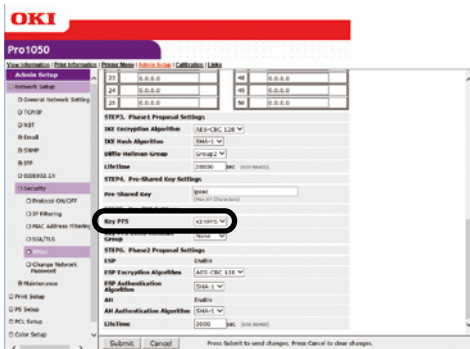 OKI
Pro1050
View Information | Print Information | Printer Menu | Admin Setup | Calibration | Links
Admin Setup
Network Setup
General Network Setting
TCP/IP
NBT
Email
SNMP
IPP
IEEE802.1X
Security
Protocol ON/OFF
IP Filtering
MAC Address Filtering
SSL/TLS
IPSec
Change Network Password
Maintenance
Print Setup
PS Setup
PCL Setup
Color Setup
23 0.0.0.0 48 0.0.0.0
24 0.0.0.0 49 0.0.0.0
25 0.0.0.0 50 0.0.0.0
STEP3. Phase1 Proposal Settings
IKE Encryption Algorithm AES-CBC 128
IKE Hash Algorithm SHA-1
Diffie Hellman Group Group2
LifeTime 28800 sec (600-86400)
STEP4. Pre-Shared Key Settings
Pre-Shared Key ipsec
Key PFS KEYPFS
Group None
STEP6. Phase2 Proposal Settings
ESP Enable
ESP Encryption Algorithm AES-CBC 128
ESP Authentication Algorithm SHA-1
AH Enable
AH Authentication Algorithm SHA-1
LifeTime 3600 sec (600-86400)
Submit Cancel Press Submit to send changes. Press Cancel to clear changes.